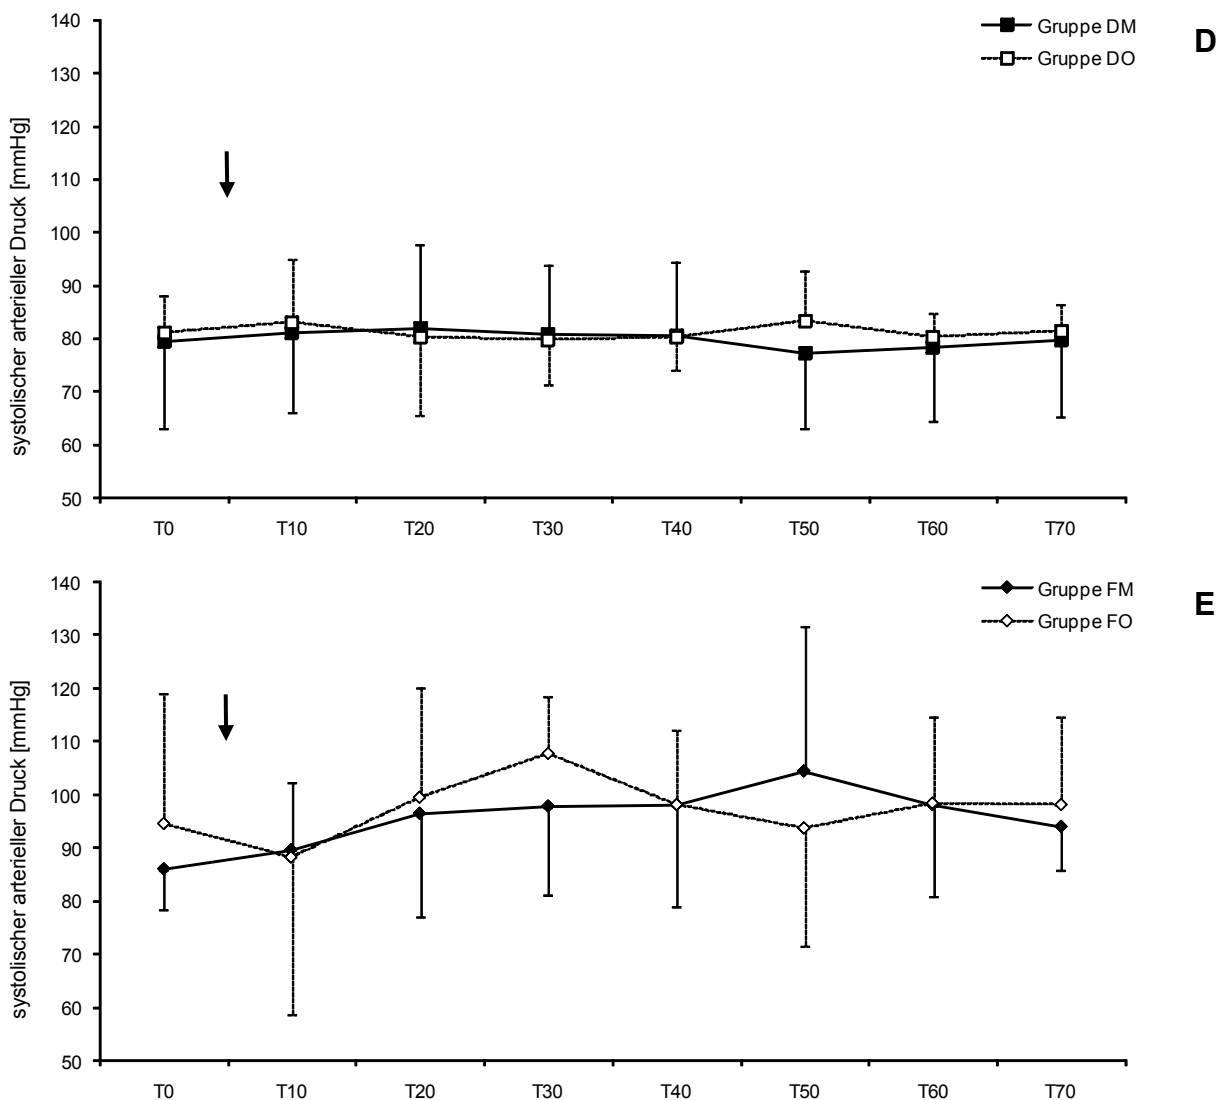 140
Gruppe DM
D
Gruppe DO
130
120
110
100
90
80
70
60
50
systolischer arterieller Druck [mmHg]
T0 T10 T20 T30 T40 T50 T60 T70
140
Gruppe FM
E
Gruppe FO
130
120
110
100
90
80
70
60
50
systolischer arterieller Druck [mmHg]
T0 T10 T20 T30 T40 T50 T60 T70